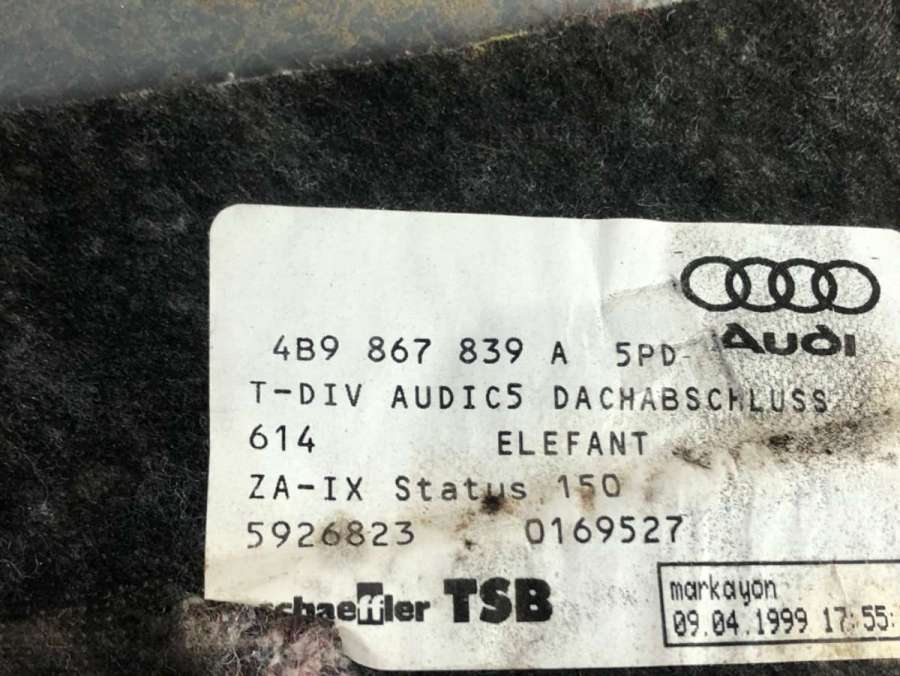 Audi
4B9 867 839 A 5PD-
T-DIV AUDIC5 DACHABSCHLUSS
614 ELEFANT
ZA-IX Status 150
5926823 0169527
schaeffler TSB
markayon
09.04.1999 17:55: